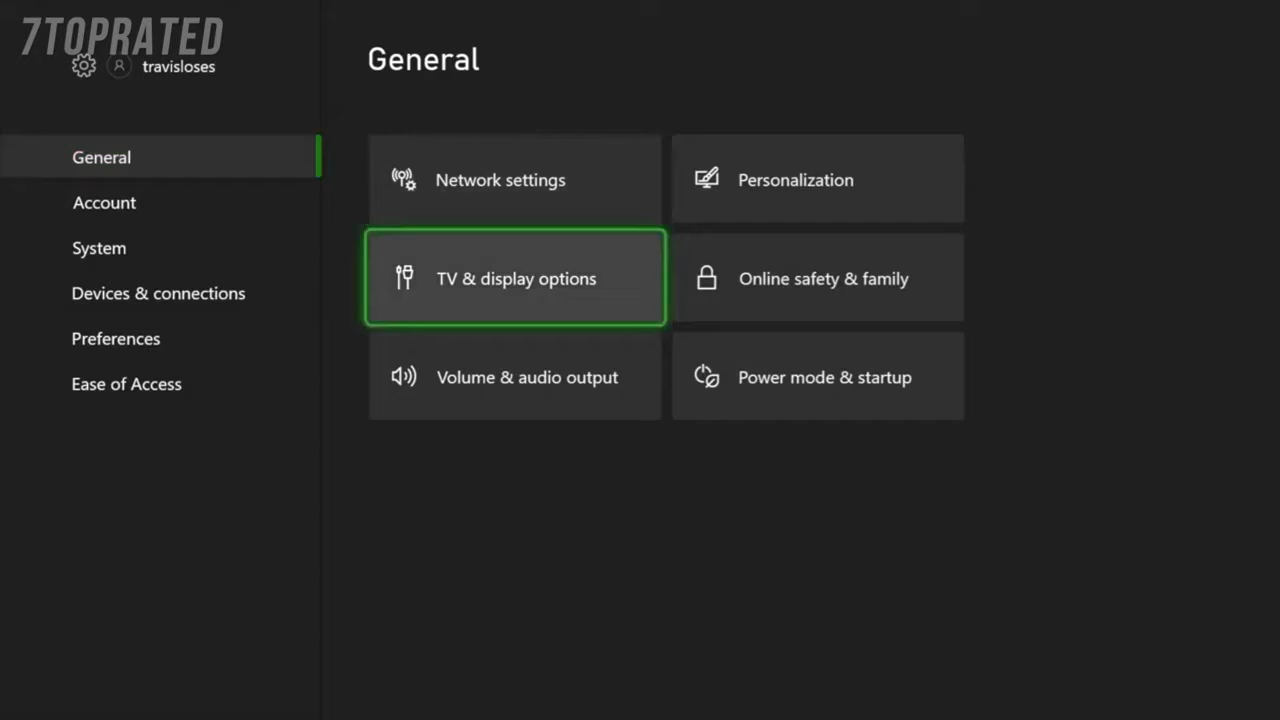 7TOPRATED
travisloses
General
Account
System
Devices & connections
Preferences
Ease of Access
General
Network settings
Personalization
TV & display options
Online safety & family
Volume & audio output
Power mode & startup